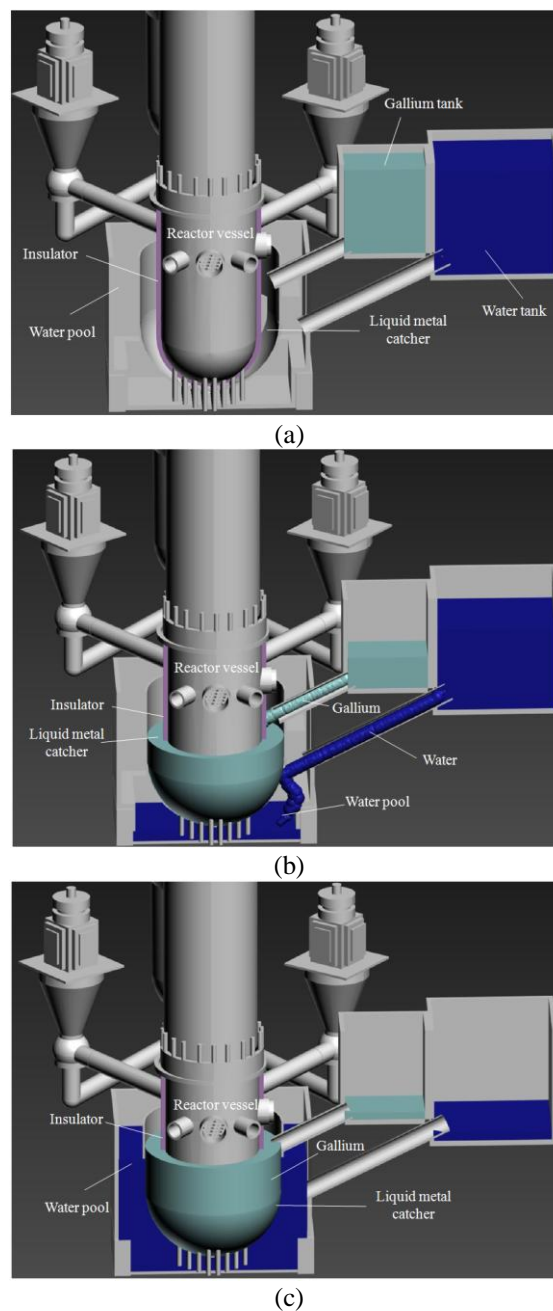 Gallium tank
Reactor vessel
Insulator
Water pool
Water tank
Liquid metal
catcher
(a)
Reactor vessel
Insulator
Liquid metal
catcher
Gallium
Water
Water pool
(b)
Reactor vessel
Insulator
Gallium
Water pool
Liquid metal
catcher
(c)